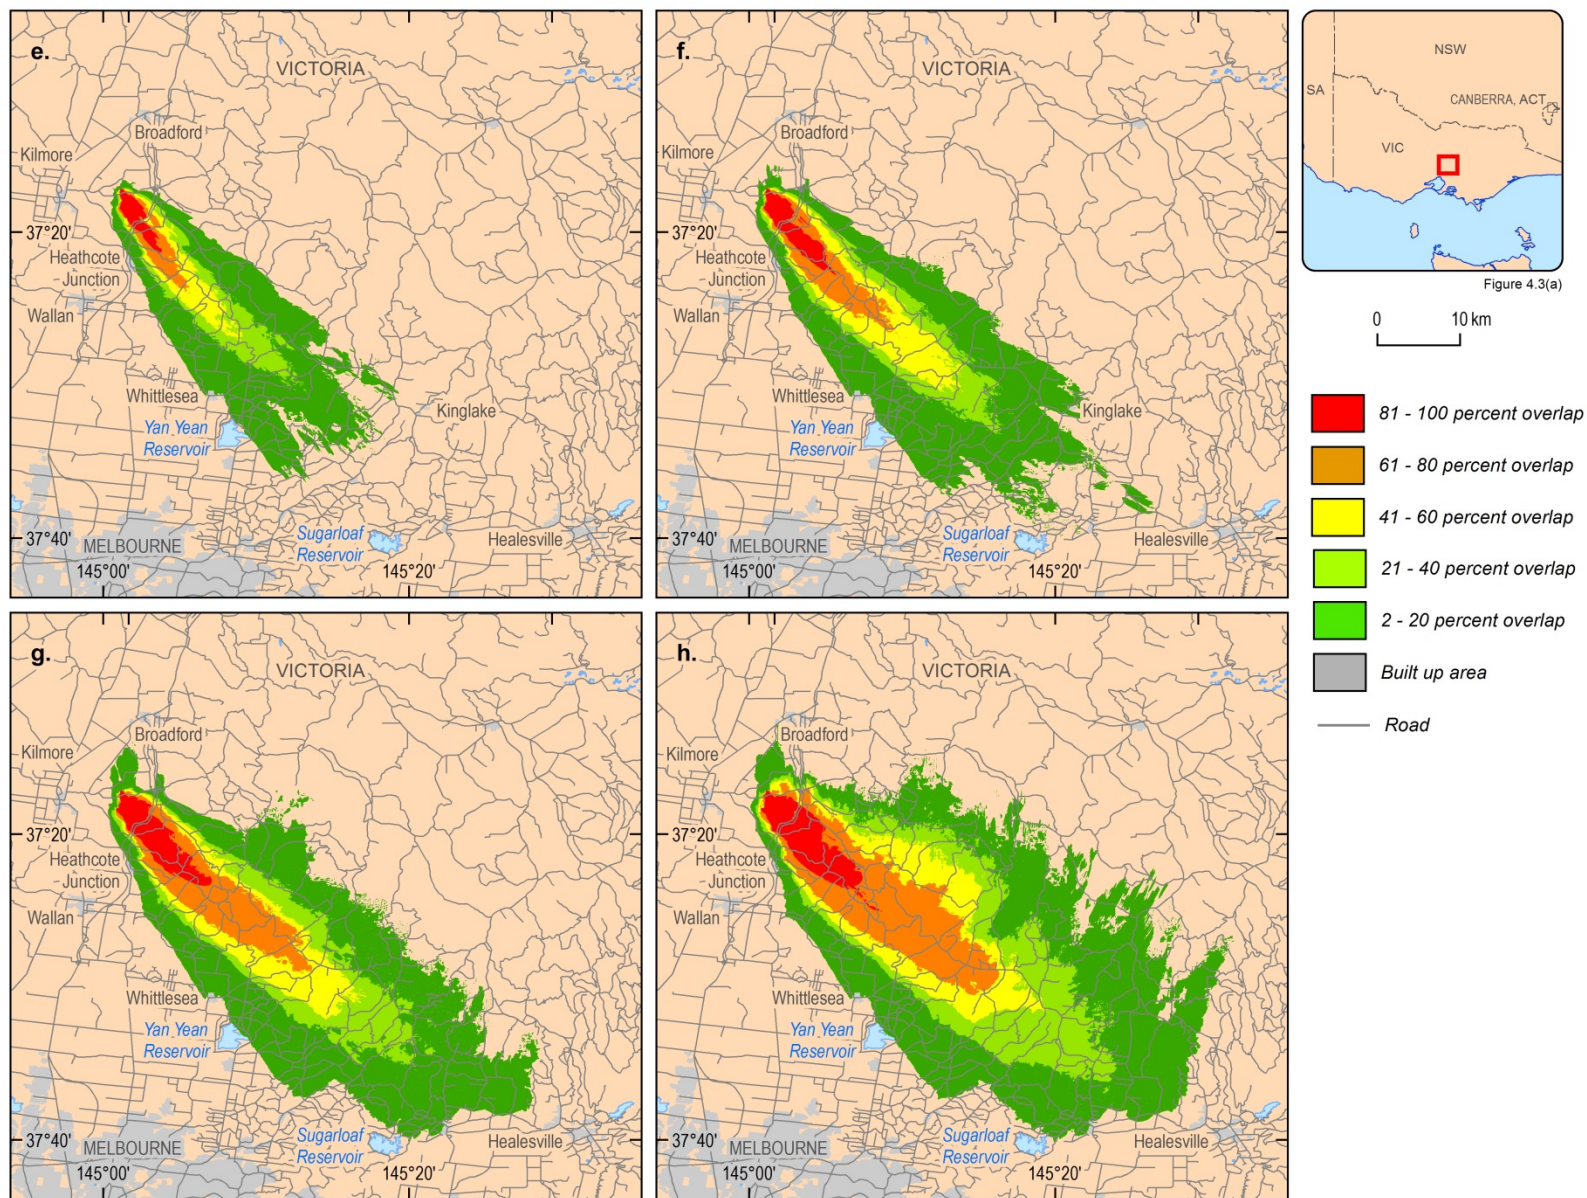 e.
VICTORIA
Broadford
Kilmore
37°20'
Heathcote
Junction
Wallan
Whittlesea
Yan Yean
Reservoir
Kinglake
Sugarloaf
Reservoir
Healesville
37°40'
MELBOURNE
145°00'
145°20'
f.
VICTORIA
Broadford
Kilmore
37°20'
Heathcote
Junction
Wallan
Whittlesea
Yan Yean
Reservoir
Kinglake
Sugarloaf
Reservoir
Healesville
37°40'
MELBOURNE
145°00'
145°20'
NSW
SA
CANBERRA, ACT
VIC
Figure 4.3(a)
0 10 km
81 - 100 percent overlap
61 - 80 percent overlap
41 - 60 percent overlap
21 - 40 percent overlap
2 - 20 percent overlap
Built up area
Road
g.
VICTORIA
Broadford
Kilmore
37°20'
Heathcote
Junction
Wallan
Whittlesea
Yan Yean
Reservoir
Sugarloaf
Reservoir
Healesville
37°40'
MELBOURNE
145°00'
145°20'
h.
VICTORIA
Broadford
Kilmore
37°20'
Heathcote
Junction
Wallan
Whittlesea
Yan Yean
Reservoir
Sugarloaf
Reservoir
Healesville
37°40'
MELBOURNE
145°00'
145°20'